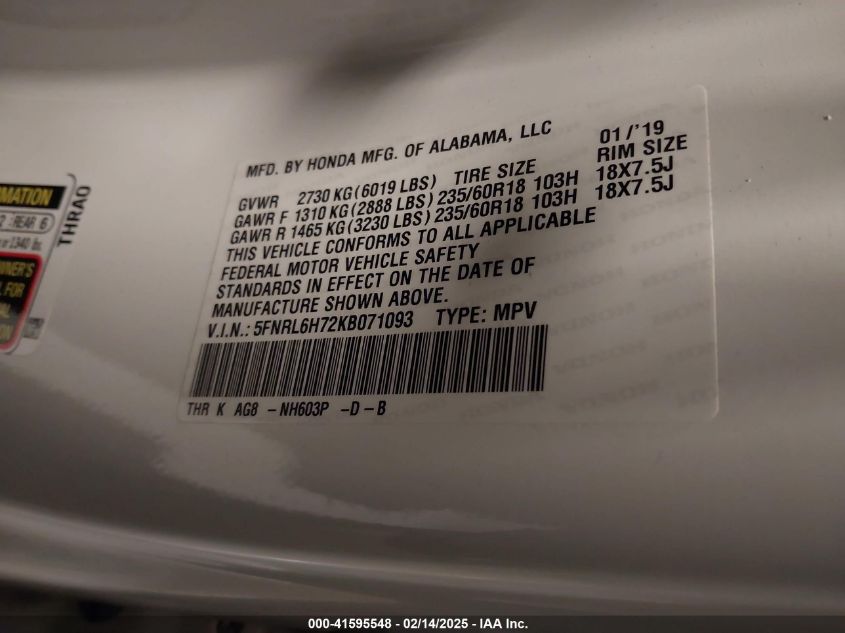 MFD. BY HONDA MFG. OF ALABAMA, LLC 01/'19
GVWR 2730 KG (6019 LBS) TIRE SIZE RIM SIZE
GAWR F 1310 KG (2888 LBS) 235/60R18 103H 18X7.5J
GAWR R 1465 KG (3230 LBS) 235/60R18 103H 18X7.5J
THIS VEHICLE CONFORMS TO ALL APPLICABLE
FEDERAL MOTOR VEHICLE SAFETY
STANDARDS IN EFFECT ON THE DATE OF
MANUFACTURE SHOWN ABOVE.
V.I.N.: 5FNRL6H72KB071093 TYPE: MPV
THR K AG8 -NH603P -D-B
THRA0
REAR 6
000-41595548 - 02/14/2025 - IAA Inc.